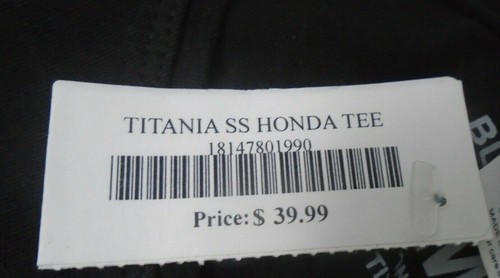 TITANIA SS HONDA TEE
18147801990
Price: $ 39.99